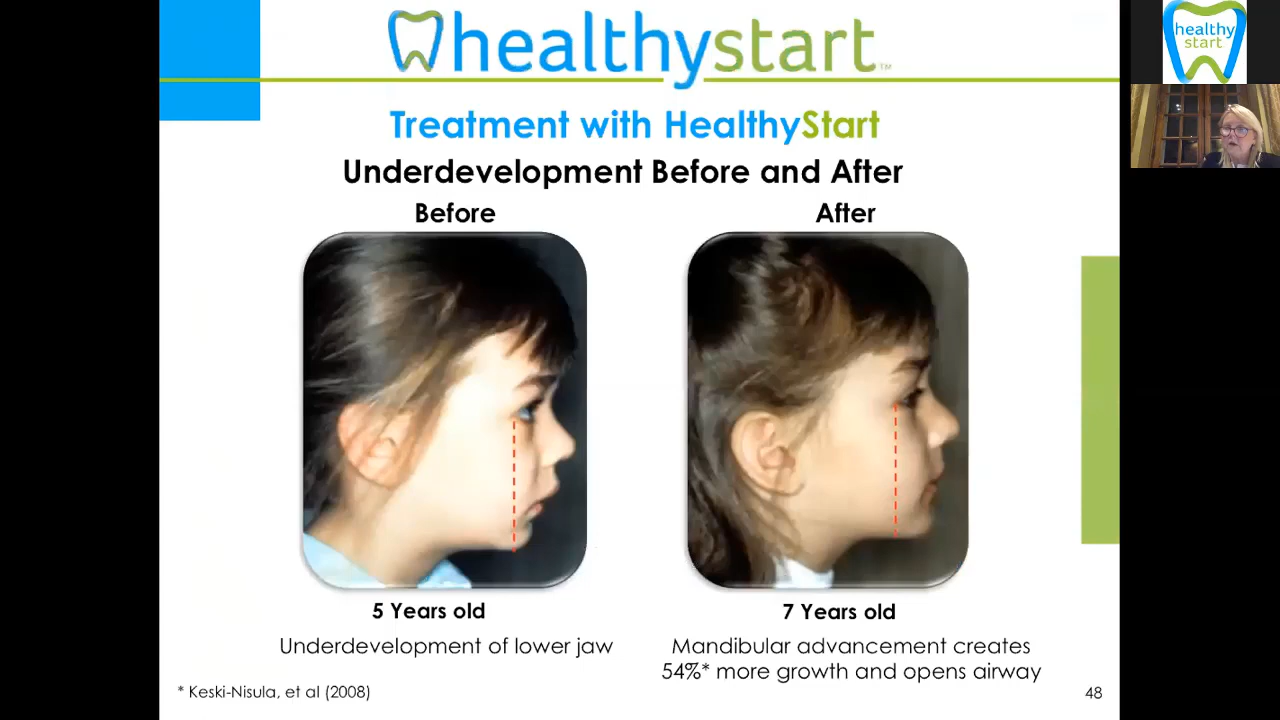 healthystart™
Treatment with HealthyStart
Underdevelopment Before and After
Before
After
5 Years old
7 Years old
Underdevelopment of lower jaw
Mandibular advancement creates
54%* more growth and opens airway
* Keski-Nisula, et al (2008)
48
healthy
start